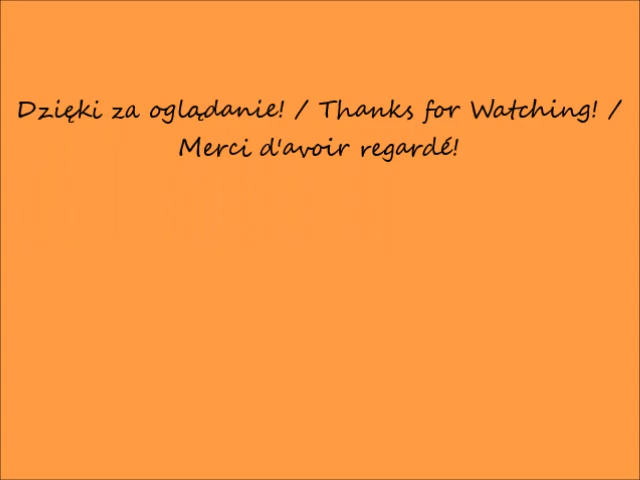 Dzięki za oglądanie! / Thanks for Watching! /
Merci d'avoir regardé!